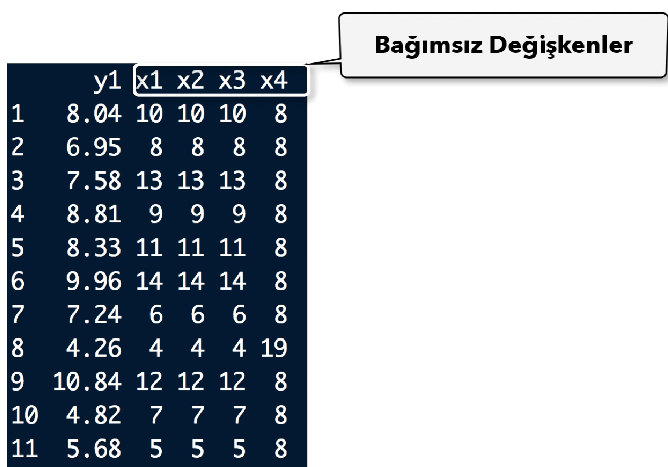 Bağımsız Değişkenler
y1 x1 x2 x3 x4
1 8.04 10 10 10 8
2 6.95 8 8 8 8
3 7.58 13 13 13 8
4 8.81 9 9 9 8
5 8.33 11 11 11 8
6 9.96 14 14 14 8
7 7.24 6 6 6 8
8 4.26 4 4 4 19
9 10.84 12 12 12 8
10 4.82 7 7 7 8
11 5.68 5 5 5 8